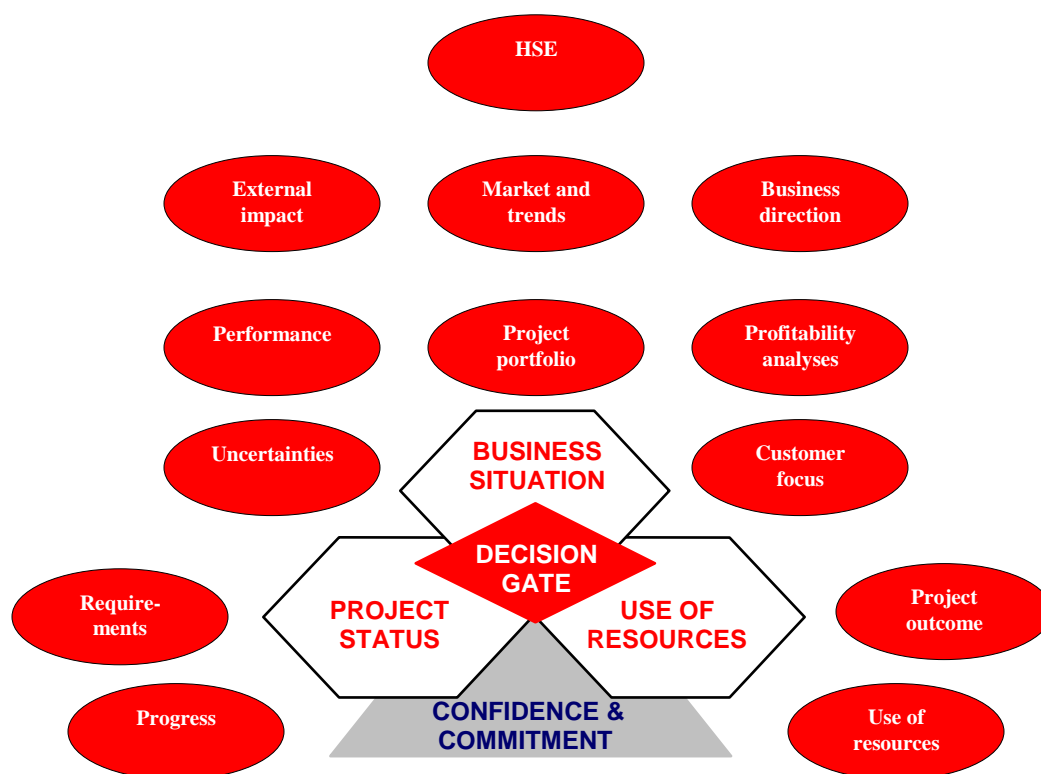 HSE
External
impact
Market and
trends
Business
direction
Performance
Project
portfolio
Profitability
analyses
Uncertainties
BUSINESS
SITUATION
Customer
focus
DECISION
GATE
Require-
ments
PROJECT
STATUS
USE OF
RESOURCES
Project
outcome
Progress
CONFIDENCE &
COMMITMENT
Use of
resources